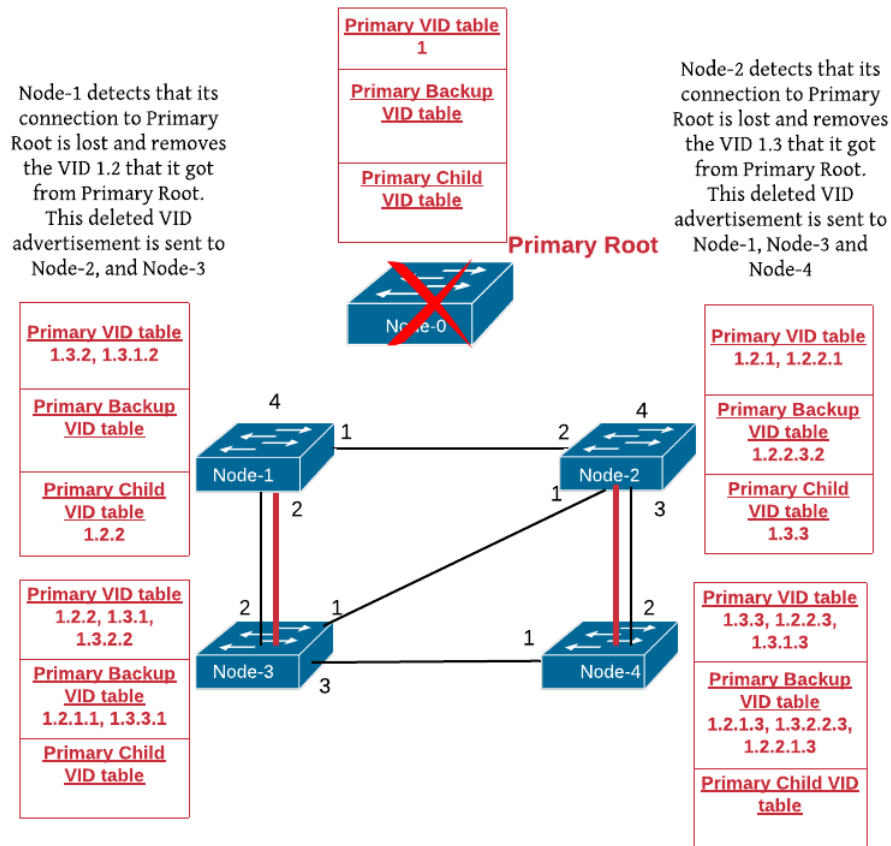 Primary VID table
1
Primary Backup
VID table
Primary Child
VID table
Node-1 detects that its
connection to Primary
Root is lost and removes
the VID 1.2 that it got
from Primary Root.
This deleted VID
advertisement is sent to
Node-2, and Node-3
Node-2 detects that its
connection to Primary
Root is lost and removes
the VID 1.3 that it got
from Primary Root.
This deleted VID
advertisement is sent to
Node-1, Node-3 and
Node-4
Primary Root
Node-0
Primary VID table
1.3.2, 1.3.1.2
Primary Backup
VID table
Primary Child
VID table
1.2.2
Primary VID table
1.2.1, 1.2.2.1
Primary Backup
VID table
1.2.2.3.2
Primary Child
VID table
1.3.3
4
1
Node-1
2
4
2
Node-2
1
3
Primary VID table
1.2.2, 1.3.1,
1.3.2.2
Primary Backup
VID table
1.2.1.1, 1.3.3.1
Primary Child
VID table
2
1
Node-3
3
2
1
Node-4
Primary VID table
1.3.3, 1.2.2.3,
1.3.1.3
Primary Backup
VID table
1.2.1.3, 1.3.2.2.3,
1.2.2.1.3
Primary Child VID
table